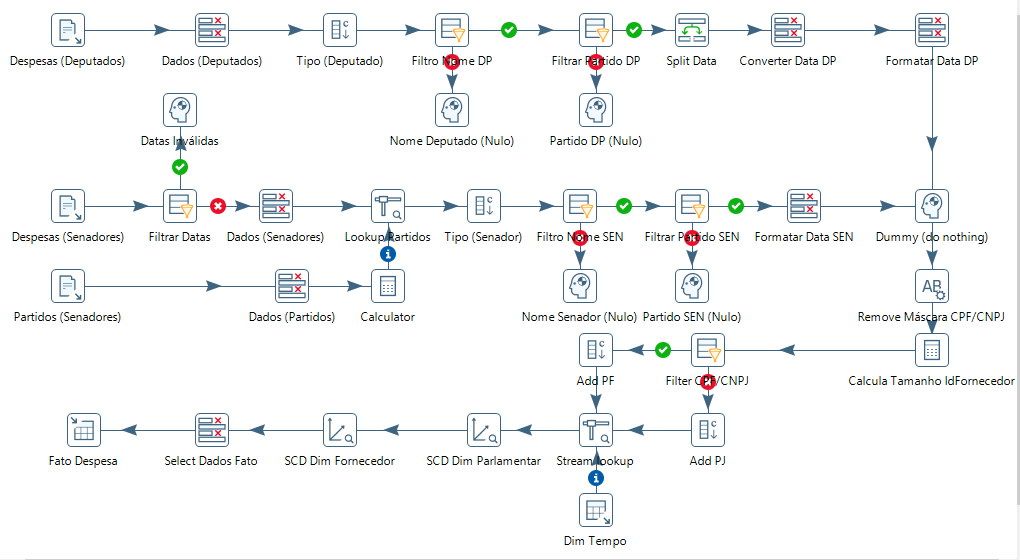 Despesas (Deputados)
Dados (Deputados)
Tipo (Deputado)
Filtro Nome DP
Filtrar Partido DP
Split Data
Converter Data DP
Formatar Data DP
Datas Inválidas
Nome Deputado (Nulo)
Partido DP (Nulo)
Despesas (Senadores)
Filtrar Datas
Dados (Senadores)
Lookup Partidos
Tipo (Senador)
Filtro Nome SEN
Filtrar Partido SEN
Formatar Data SEN
Dummy (do nothing)
Partidos (Senadores)
Dados (Partidos)
Calculator
Nome Senador (Nulo)
Partido SEN (Nulo)
Remove Máscara CPF/CNPJ
Add PF
Filter CPF/CNPJ
Calcula Tamanho IdFornecedor
Fato Despesa
Select Dados Fato
SCD Dim Fornecedor
SCD Dim Parlamentar
Stream lookup
Add PJ
Dim Tempo